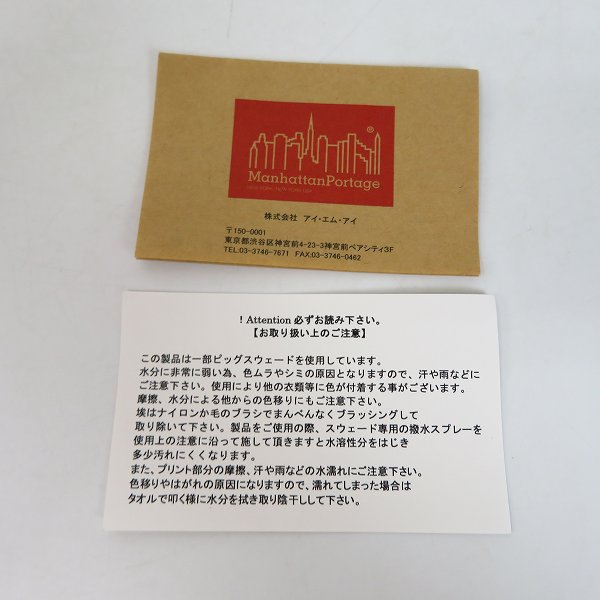 ®
ManhattanPortage
株式会社 アイ・エム・アイ
〒150-0001
東京都渋谷区神宮前4-23-3神宮前ペアシティ3F
TEL:03-3746-7671 FAX:03-3746-0462
! Attention 必ずお読み下さい。
【お取り扱い上のご注意】
この製品は一部ピッグスウェードを使用しています。
水分に非常に弱い為、色ムラやシミの原因となりますので、汗や雨などに
ご注意下さい。使用により他の衣類等に色が付着する事がございます。
摩擦、水分による他からの色移りにもご注意下さい。
埃はナイロンか毛のブラシでまんべんなくブラッシングして
取り除いて下さい。製品をご使用の際、スウェード専用の撥水スプレーを
使用上の注意に沿って施して頂きますと水溶性分をはじき
多少汚れにくくなります。
また、プリント部分の摩擦、汗や雨などの水濡れにご注意下さい。
色移りやはがれの原因になりますので、濡れてしまった場合は
タオルで叩く様に水分を拭き取り陰干しして下さい。